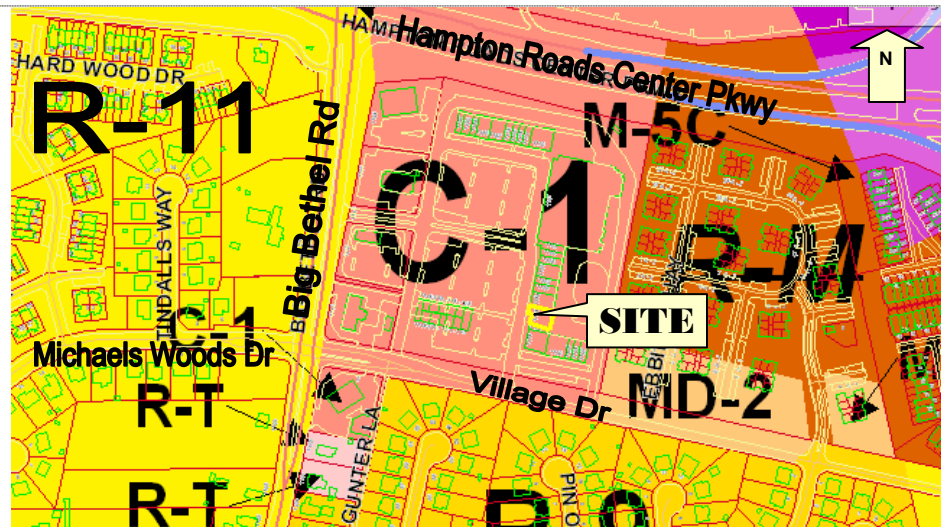 Hampton Roads Center Pkwy
N
HARD WOOD DR
R-11
M-5C
Big Bethel Rd
C-1
R-M
TINDALLS WAY
SITE
C-1
Michaels Woods Dr
Village Dr
MD-2
R-T
GUNTER LA
R-T